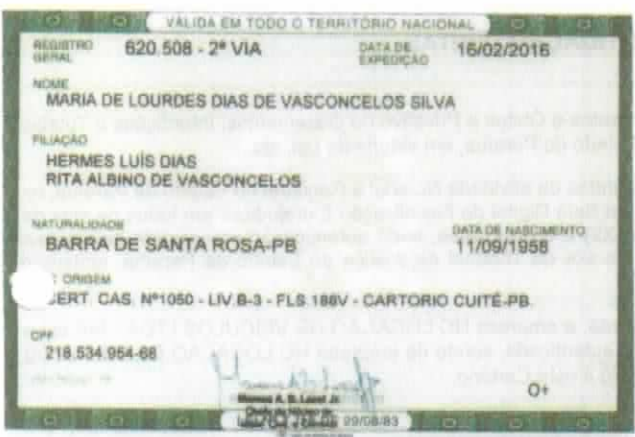 VÁLIDA EM TODO O TERRITÓRIO NACIONAL
REGISTRO GERAL 620.508 - 2ª VIA DATA DE EXPEDIÇÃO 16/02/2016
NOME
MARIA DE LOURDES DIAS DE VASCONCELOS SILVA
FILIAÇÃO
HERMES LUÍS DIAS
RITA ALBINO DE VASCONCELOS
NATURALIDADE DATA DE NASCIMENTO
BARRA DE SANTA ROSA-PB 11/09/1958
ORIGEM
CERT. CAS. Nº1050 - LIV.B-3 - FLS.186V - CARTORIO CUITÉ-PB
CPF
218.534.954-68
O+